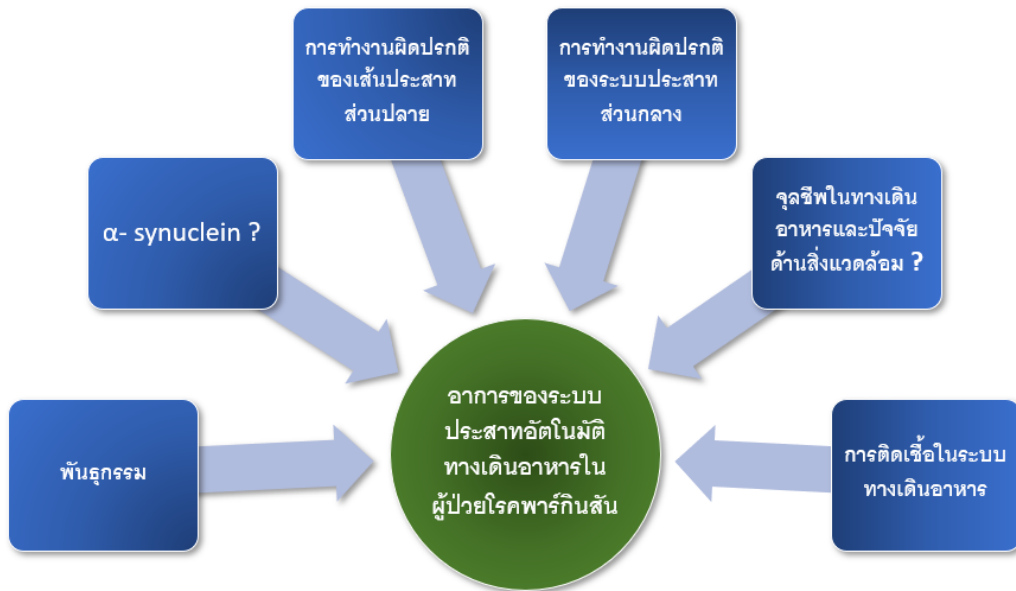 การทำงานผิดปรกติ
ของเส้นประสาท
ส่วนปลาย
การทำงานผิดปรกติ
ของระบบประสาท
ส่วนกลาง
α- synuclein ?
จุลชีพในทางเดิน
อาหารและปัจจัย
ด้านสิ่งแวดล้อม ?
พันธุกรรม
อาการของระบบ
ประสาทอัตโนมัติ
ทางเดินอาหารใน
ผู้ป่วยโรคพาร์กินสัน
การติดเชื้อในระบบ
ทางเดินอาหาร